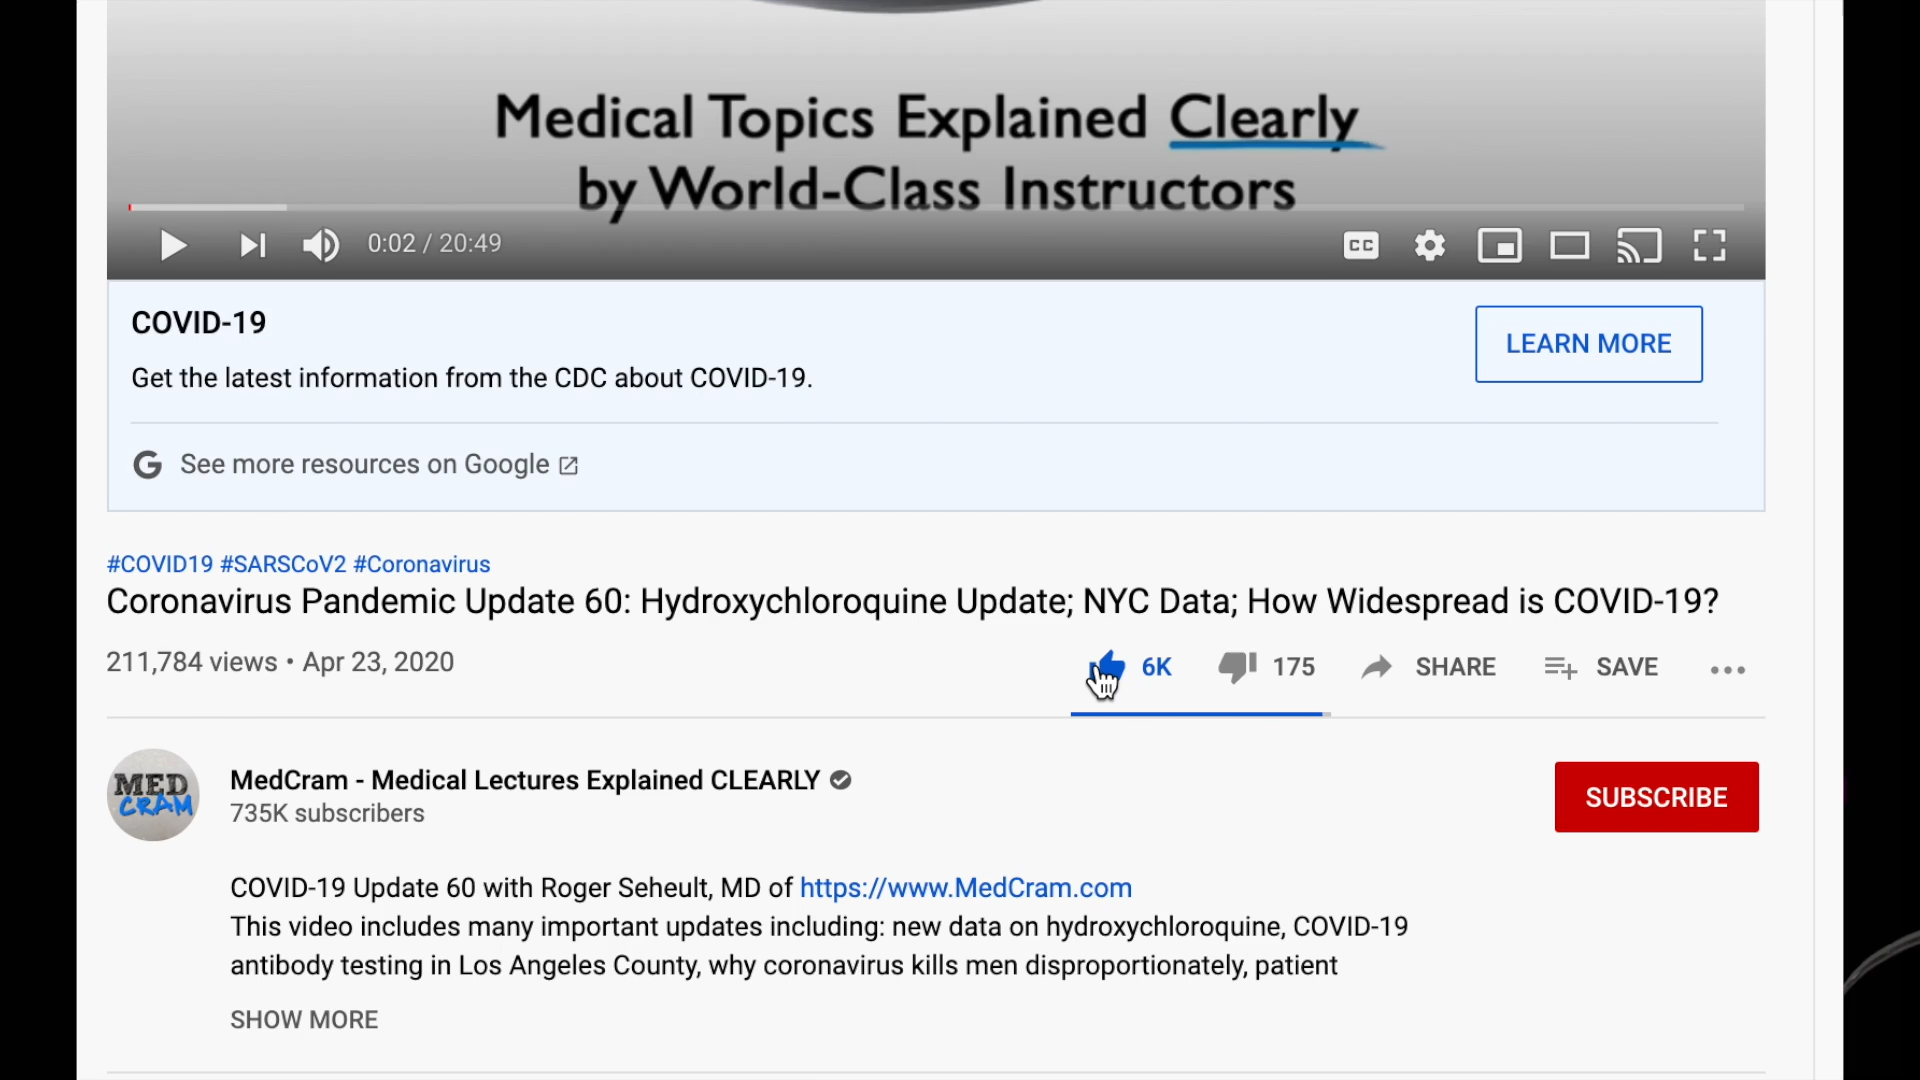 Medical Topics Explained Clearly
by World-Class Instructors
0:02 / 20:49
CC
COVID-19
LEARN MORE
Get the latest information from the CDC about COVID-19.
G See more resources on Google
#COVID19 #SARSCoV2 #Coronavirus
Coronavirus Pandemic Update 60: Hydroxychloroquine Update; NYC Data; How Widespread is COVID-19?
211,784 views • Apr 23, 2020
6K 175 SHARE SAVE
MED
CRAM
MedCram - Medical Lectures Explained CLEARLY
735K subscribers
SUBSCRIBE
COVID-19 Update 60 with Roger Seheult, MD of https://www.MedCram.com
This video includes many important updates including: new data on hydroxychloroquine, COVID-19
antibody testing in Los Angeles County, why coronavirus kills men disproportionately, patient
SHOW MORE